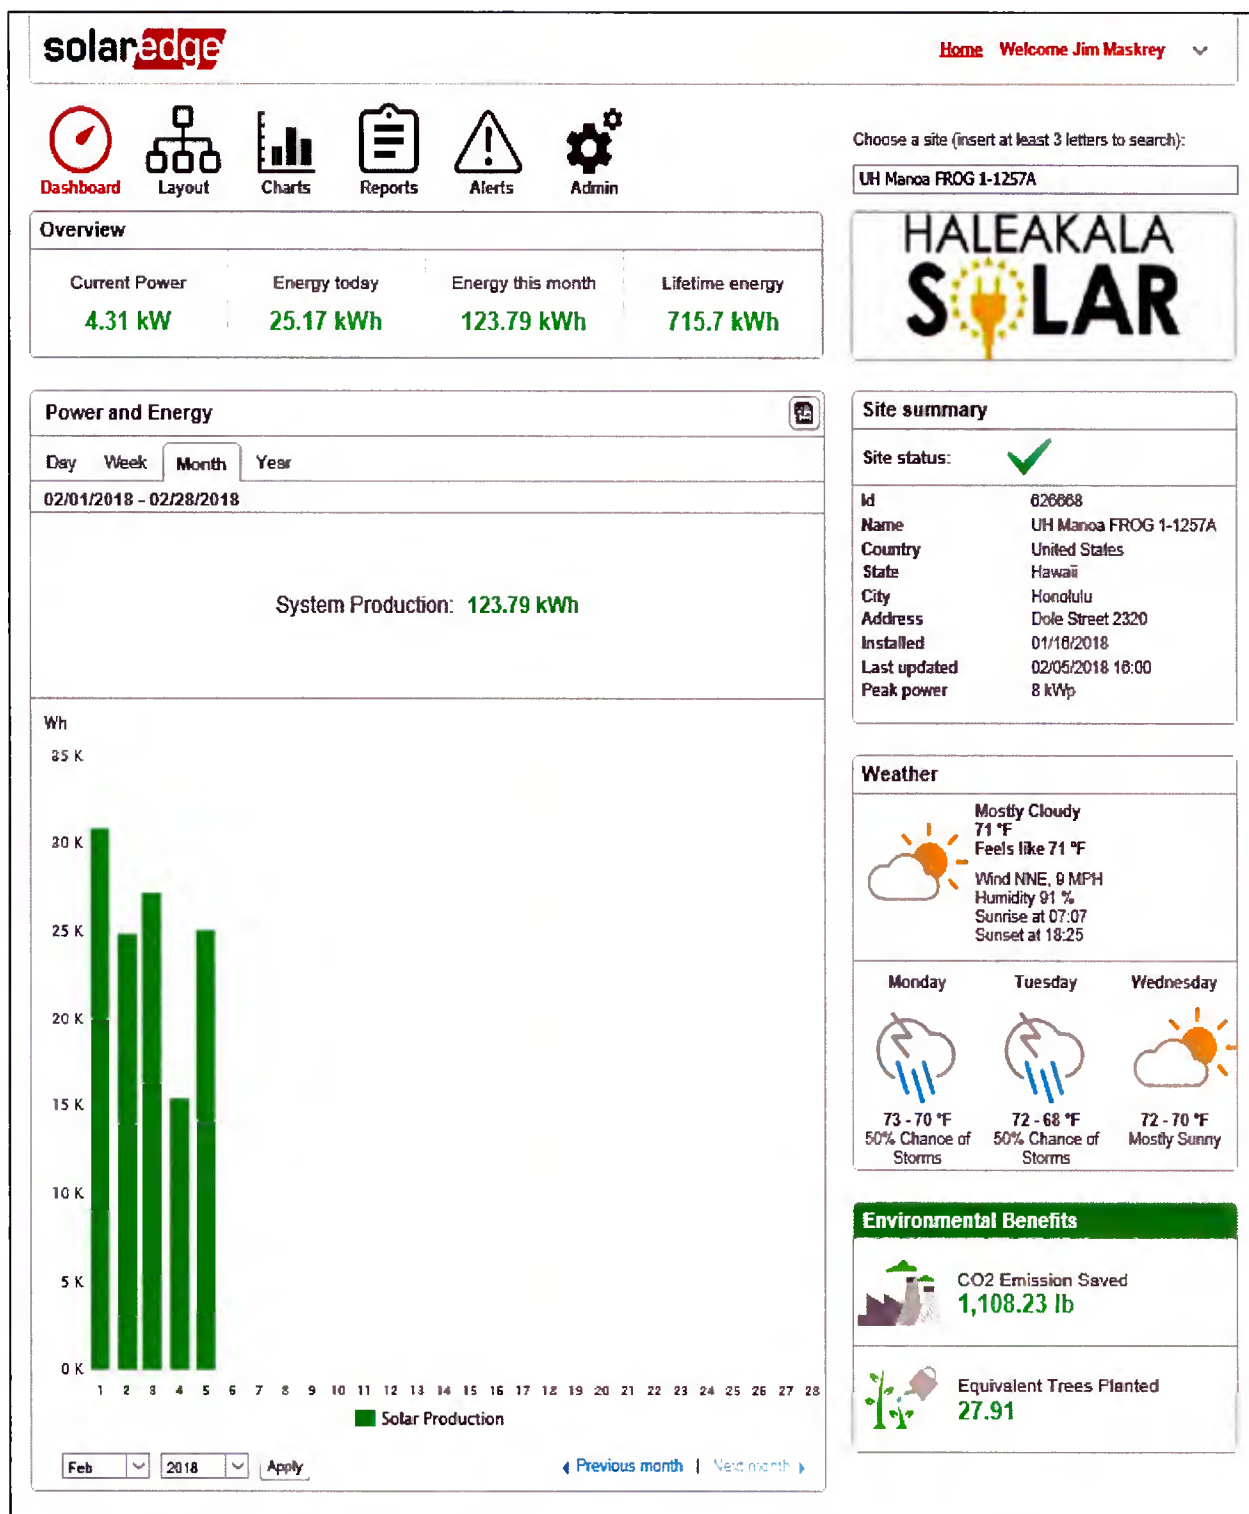 solaredge
Home Welcome Jim Maskrey
Dashboard Layout Charts Reports Alerts Admin
Choose a site (insert at least 3 letters to search):
UH Manoa FROG 1-1257A
HALEAKALA
SOLAR
Overview
Current Power Energy today Energy this month Lifetime energy
4.31 kW 25.17 kWh 123.79 kWh 715.7 kWh
Power and Energy
Day Week Month Year
02/01/2018 - 02/28/2018
System Production: 123.79 kWh
Wh
35 K
30 K
25 K
20 K
15 K
10 K
5 K
0 K
1 2 3 4 5 6 7 8 9 10 11 12 13 14 15 16 17 18 19 20 21 22 23 24 25 26 27 28
Solar Production
Feb 2018 Apply
Previous month | Next month
Site summary
Site status:
Id 626668
Name UH Manoa FROG 1-1257A
Country United States
State Hawaii
City Honolulu
Address Dole Street 2320
Installed 01/16/2018
Last updated 02/05/2018 16:00
Peak power 8 kWp
Weather
Mostly Cloudy
71 °F
Feels like 71 °F
Wind NNE, 9 MPH
Humidity 91 %
Sunrise at 07:07
Sunset at 18:25
Monday Tuesday Wednesday
73 - 70 °F 72 - 68 °F 72 - 70 °F
50% Chance of 50% Chance of Mostly Sunny
Storms Storms
Environmental Benefits
CO2 Emission Saved
1,108.23 lb
Equivalent Trees Planted
27.91